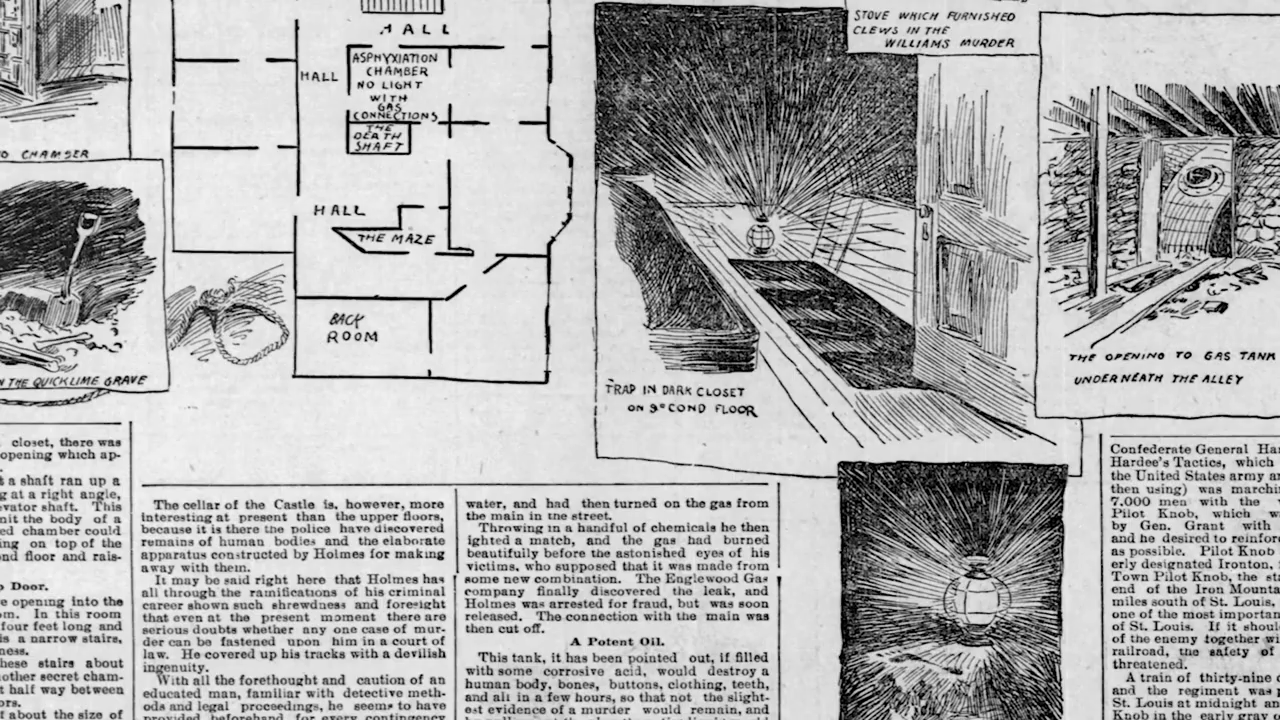 HALL
HALL
ASPHYXIATION
CHAMBER
NO LIGHT
WITH
GAS
CONNECTIONS
THE
DEATH
SHAFT
HALL
THE MAZE
BACK
ROOM
CHAMBER
THE QUICKLIME GRAVE
STOVE WHICH FURNISHED
CLEWS IN THE
WILLIAMS MURDER
TRAP IN DARK CLOSET
ON SECOND FLOOR
THE OPENING TO GAS TANK
UNDERNEATH THE ALLEY
closet, there was
opening which ap-
a shaft ran up a
at a right angle,
shaft. This
the body of a
chamber could
on top of the
floor and rais-
Door.
opening into the
In this room
four feet long and
is a narrow stairs,
stairs about
secret cham-
half way between
about the size of
The cellar of the Castle is, however, more
interesting at present than the upper floors,
because it is there the police have discovered
remains of human bodies and the elaborate
apparatus constructed by Holmes for making
away with them.
It may be said right here that Holmes has
all through the ramifications of his criminal
career shown such shrewdness and foresight
that even at the present moment there are
serious doubts whether any one case of mur-
der can be fastened upon him in a court of
law. He covered up his tracks with a devilish
ingenuity.
With all the forethought and caution of an
educated man, familiar with detective meth-
ods and legal proceedings, he seems to have
provided beforehand for every contingency
water, and had then turned on the gas from
the main in the street.
Throwing in a handful of chemicals he then
ighted a match, and the gas had burned
beautifully before the astonished eyes of his
victims, who supposed that it was made from
some new combination. The Englewood Gas
company finally discovered the leak, and
Holmes was arrested for fraud, but was soon
released. The connection with the main was
then cut off.
A Potent Oil.
This tank, it has been pointed out, if filled
with some corrosive acid, would destroy a
human body, bones, buttons, clothing, teeth,
and all in a few hours, so that not the slight-
est evidence of a murder would remain, and
Confederate General
Hardee's Tactics, which
the United States army
then using) was
7,000 men with the
Pilot Knob, which
by Gen. Grant with
and he desired to
as possible. Pilot Knob
erly designated Ironton,
Town Pilot Knob, the
end of the Iron
miles south of St. Louis,
one of the most
of St. Louis. If it
of the enemy together
railroad, the safety of
threatened.
A train of thirty-nine
and the regiment was
St. Louis at midnight
Knob in the early gray